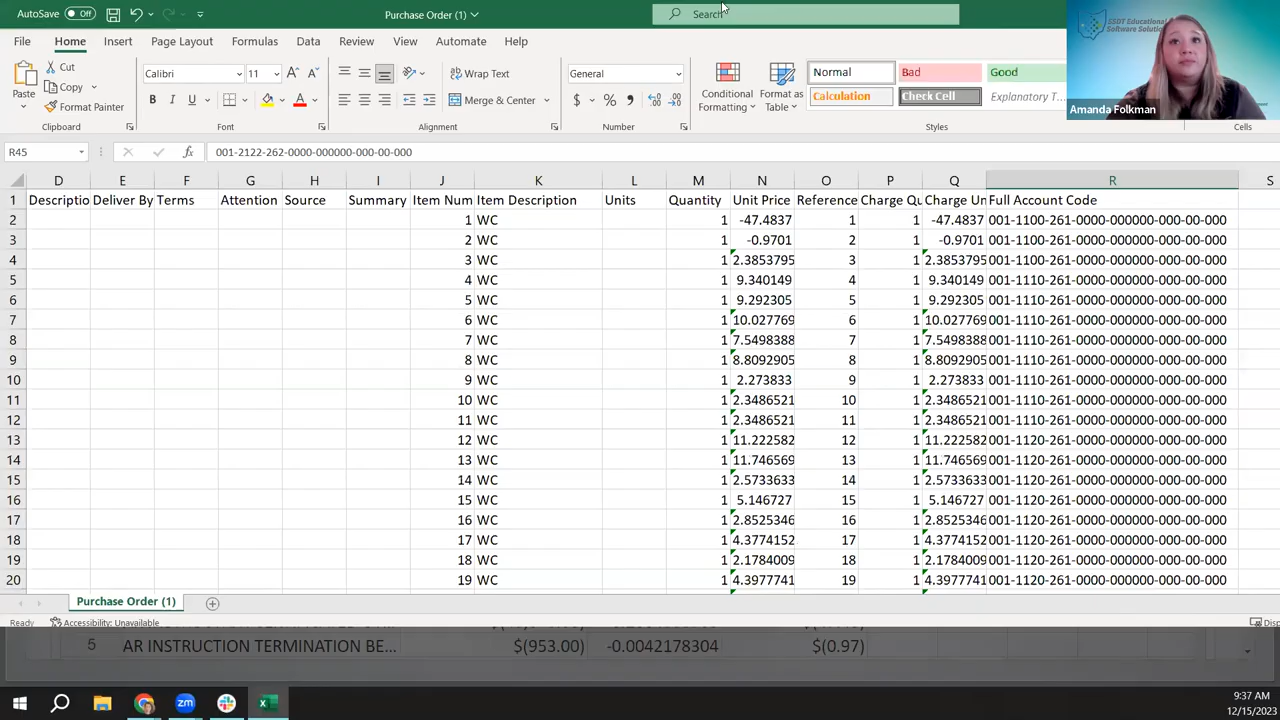 AutoSave Off Purchase Order (1) Search
SSDT Educational
Software Solutions
File Home Insert Page Layout Formulas Data Review View Automate Help
Paste Cut
Copy
Format Painter
Calibri 11
B I U A
Wrap Text
Merge & Center
General
$ % ,
Conditional
Formatting
Format as
Table
Normal Bad Good
Calculation Check Cell Explanatory T...
Amanda Folkman
Clipboard Font Alignment Number Styles Cells
R45 fx 001-2122-262-0000-000000-000-00-000
D E F G H I J K L M N O P Q R S
1 Descriptio Deliver By Terms Attention Source Summary Item Num Item Description Units Quantity Unit Price Reference Charge Qu Charge Un Full Account Code
2 1 WC 1 -47.4837 1 1 -47.4837 001-1100-261-0000-000000-000-00-000
3 2 WC 1 -0.9701 2 1 -0.9701 001-1100-261-0000-000000-000-00-000
4 3 WC 1 2.3853795 3 1 2.3853795 001-1100-261-0000-000000-000-00-000
5 4 WC 1 9.340149 4 1 9.340149 001-1110-261-0000-000000-000-00-000
6 5 WC 1 9.292305 5 1 9.292305 001-1110-261-0000-000000-000-00-000
7 6 WC 1 10.027769 6 1 10.027769 001-1110-261-0000-000000-000-00-000
8 7 WC 1 7.5498388 7 1 7.5498388 001-1110-261-0000-000000-000-00-000
9 8 WC 1 8.8092905 8 1 8.8092905 001-1110-261-0000-000000-000-00-000
10 9 WC 1 2.273833 9 1 2.273833 001-1110-261-0000-000000-000-00-000
11 10 WC 1 2.3486521 10 1 2.3486521 001-1110-261-0000-000000-000-00-000
12 11 WC 1 2.3486521 11 1 2.3486521 001-1110-261-0000-000000-000-00-000
13 12 WC 1 11.222582 12 1 11.222582 001-1120-261-0000-000000-000-00-000
14 13 WC 1 11.746569 13 1 11.746569 001-1120-261-0000-000000-000-00-000
15 14 WC 1 2.5733633 14 1 2.5733633 001-1120-261-0000-000000-000-00-000
16 15 WC 1 5.146727 15 1 5.146727 001-1120-261-0000-000000-000-00-000
17 16 WC 1 2.8525346 16 1 2.8525346 001-1120-261-0000-000000-000-00-000
18 17 WC 1 4.3774152 17 1 4.3774152 001-1120-261-0000-000000-000-00-000
19 18 WC 1 2.1784009 18 1 2.1784009 001-1120-261-0000-000000-000-00-000
20 19 WC 1 4.3977741 19 1 4.3977741 001-1120-261-0000-000000-000-00-000
Purchase Order (1)
Ready Accessibility: Unavailable Disp
5 AR INSTRUCTION TERMINATION BE... $(953.00) -0.0042178304 $(0.97)
zm
9:37 AM
12/15/2023